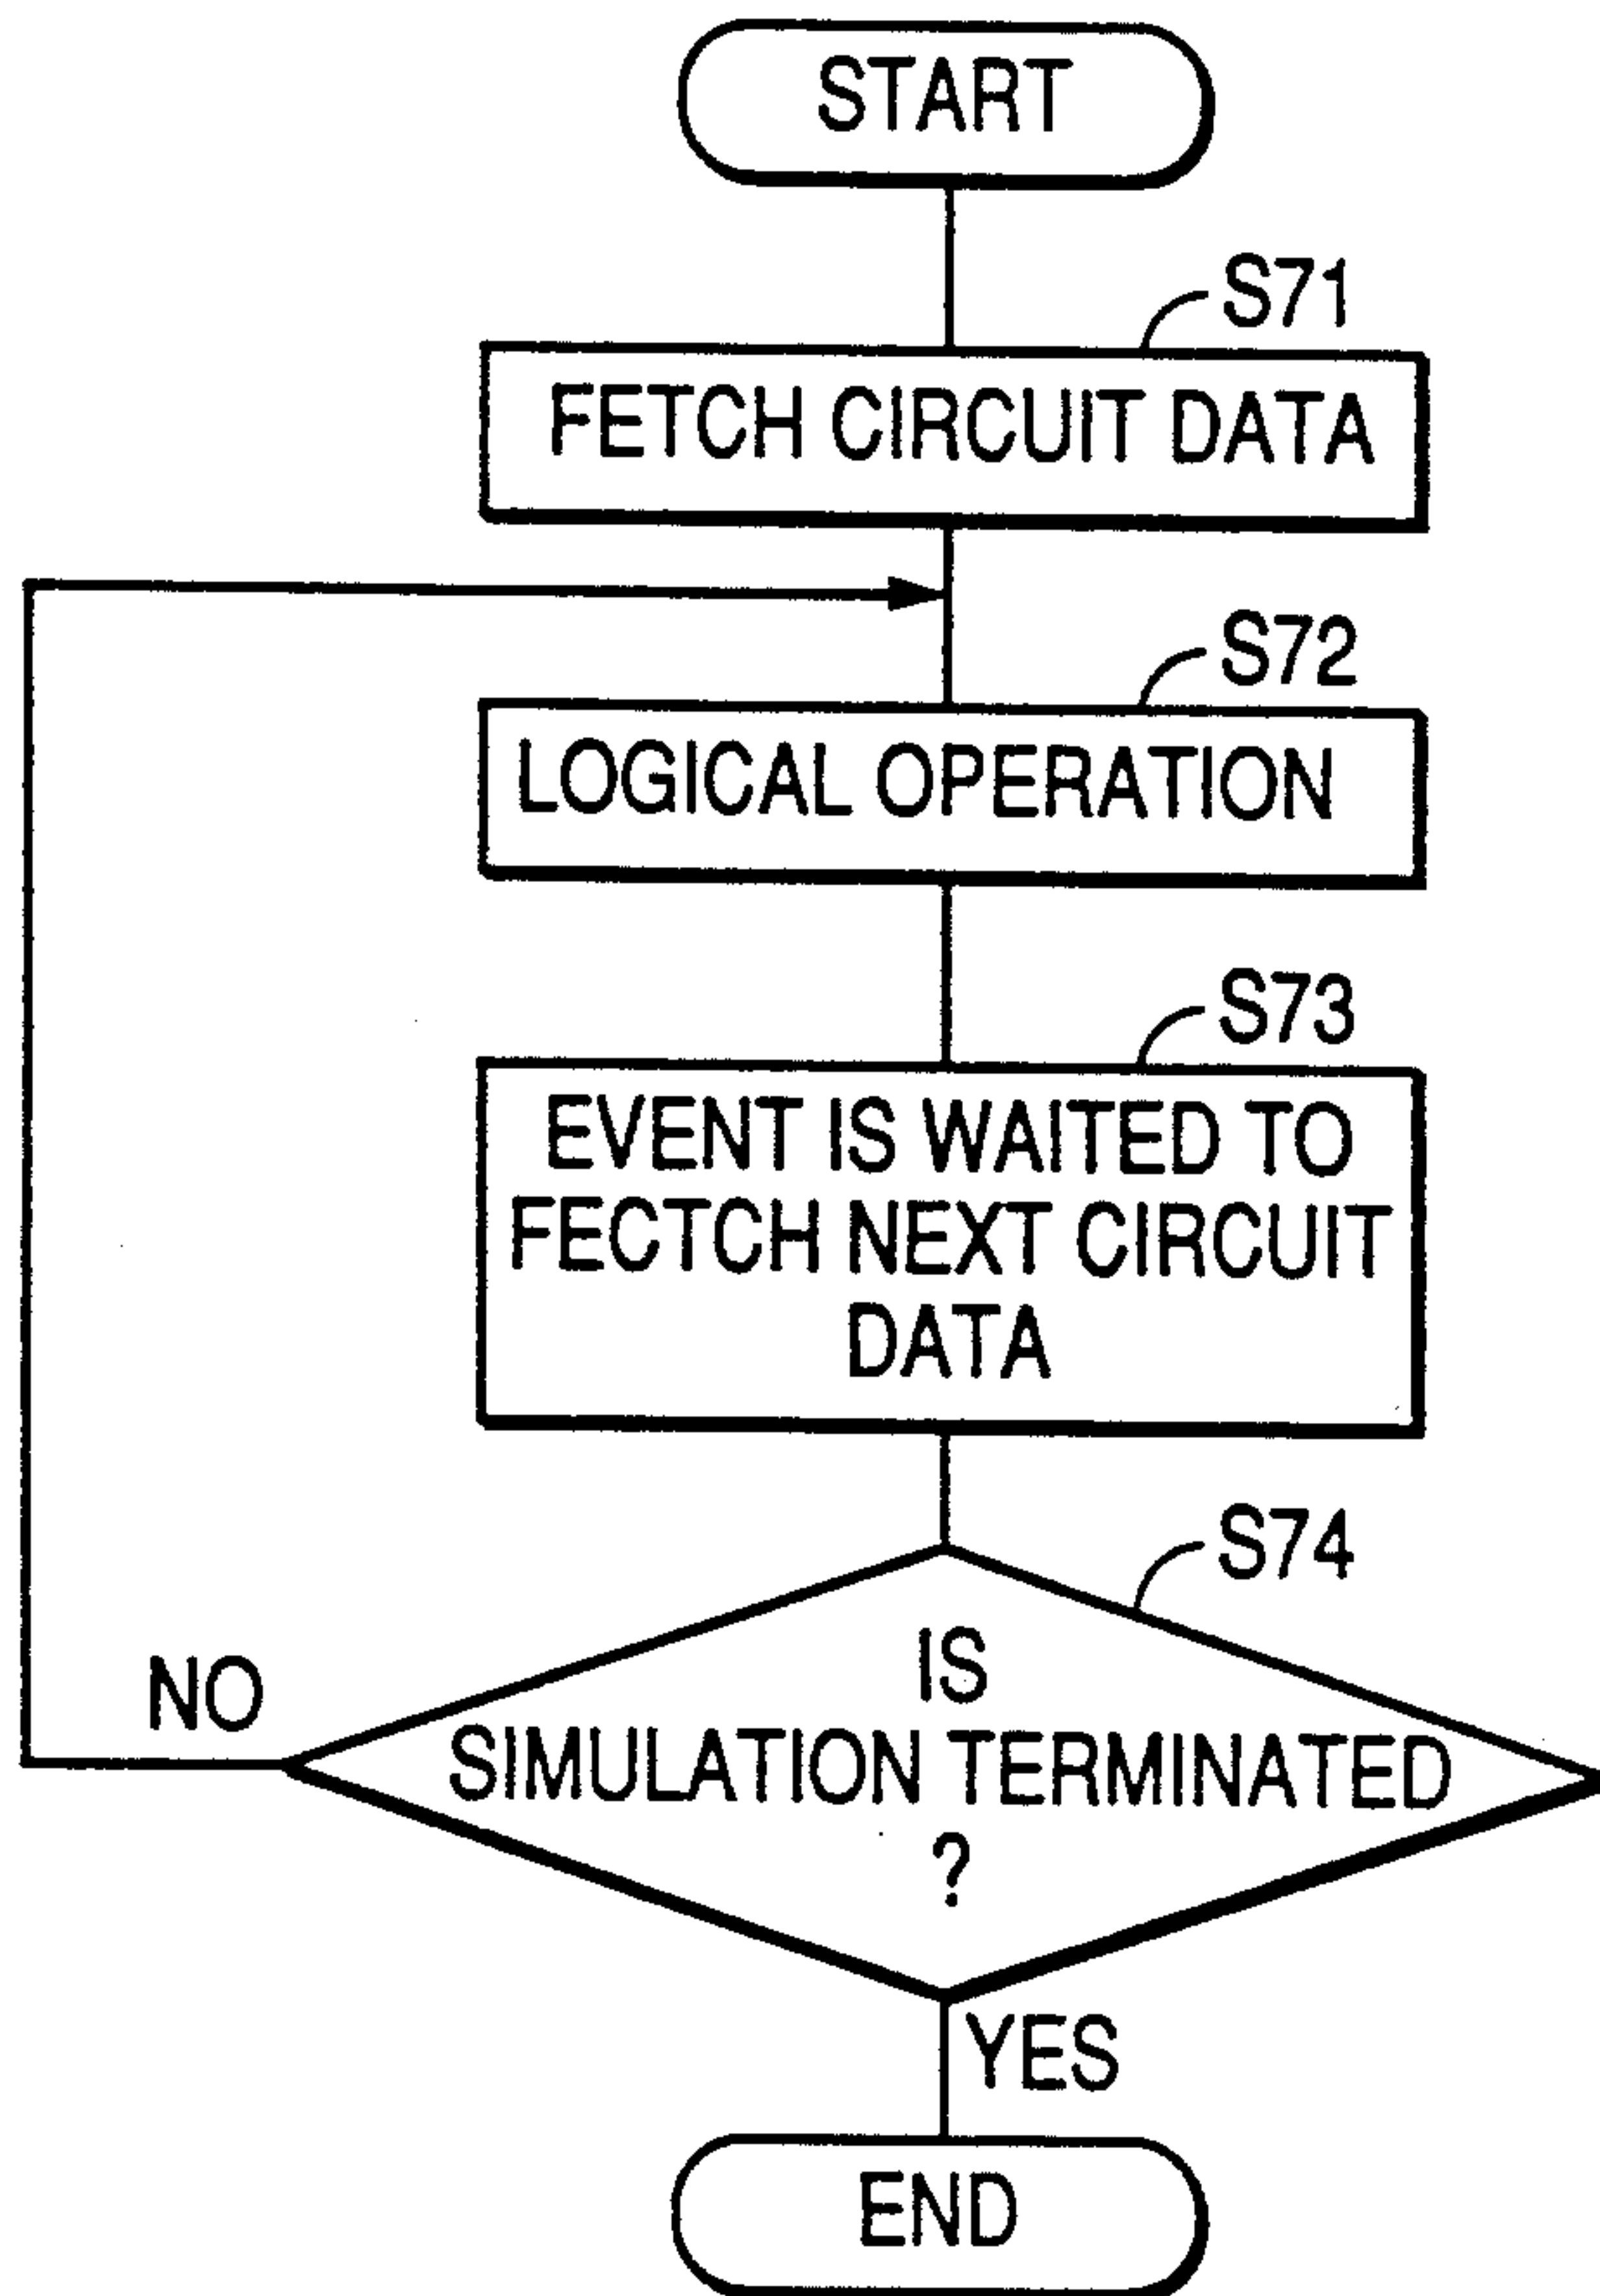 START
S71
FETCH CIRCUIT DATA
S72
LOGICAL OPERATION
S73
EVENT IS WAITED TO
FECTCH NEXT CIRCUIT
DATA
S74
IS
SIMULATION TERMINATED
?
NO
YES
END